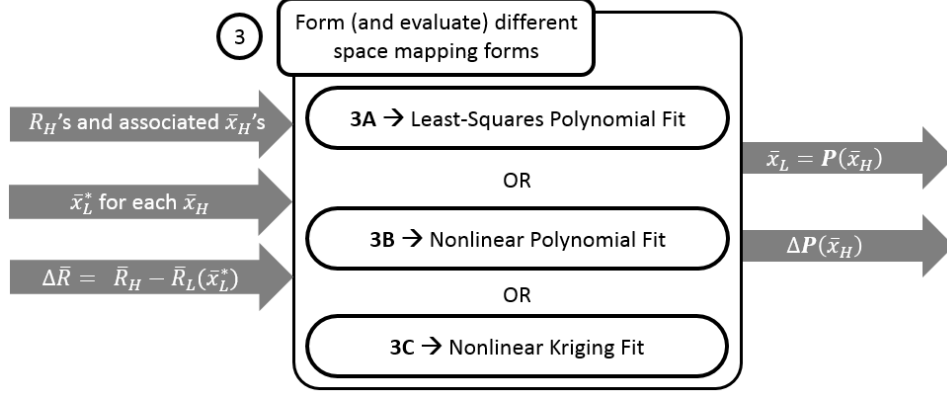 3
Form (and evaluate) different
space mapping forms
R_H's and associated x̄_H's
x̄_L^* for each x̄_H
ΔR̄ = R̄_H − R̄_L(x̄_L^*)
3A → Least-Squares Polynomial Fit
OR
3B → Nonlinear Polynomial Fit
OR
3C → Nonlinear Kriging Fit
x̄_L = P(x̄_H)
ΔP(x̄_H)